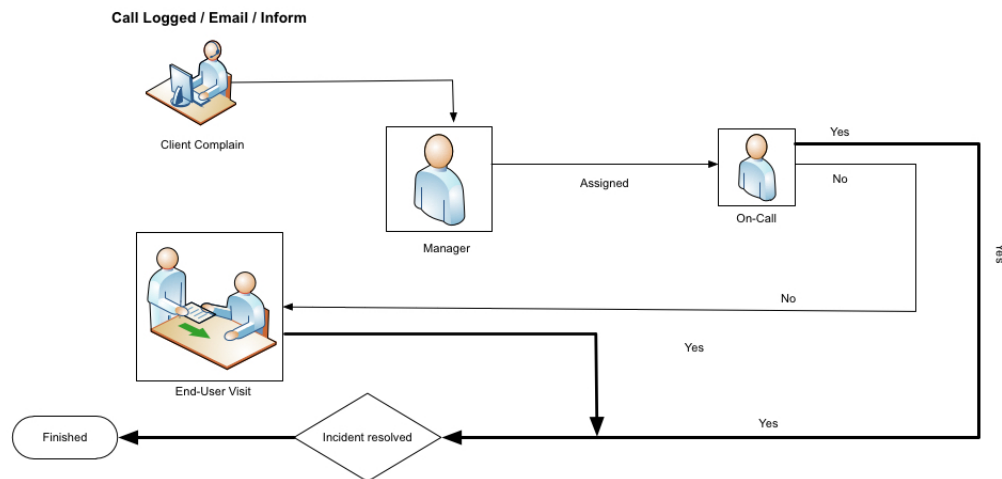 Call Logged / Email / Inform
Client Complain
Yes
Assigned
No
On-Call
Manager
Yes
No
Yes
End-User Visit
Yes
Finished
Incident resolved